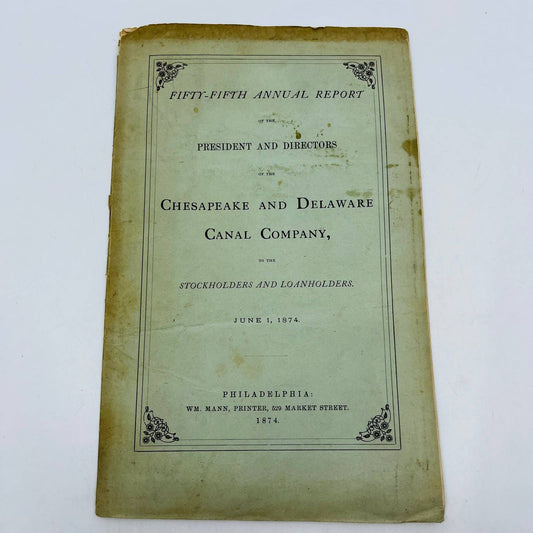 FIFTY-FIFTH ANNUAL REPORT
OF THE
PRESIDENT AND DIRECTORS
OF THE
CHESAPEAKE AND DELAWARE
CANAL COMPANY,
TO THE
STOCKHOLDERS AND LOANHOLDERS.
JUNE 1, 1874.
PHILADELPHIA:
WM. MANN, PRINTER, 529 MARKET STREET.
1874.